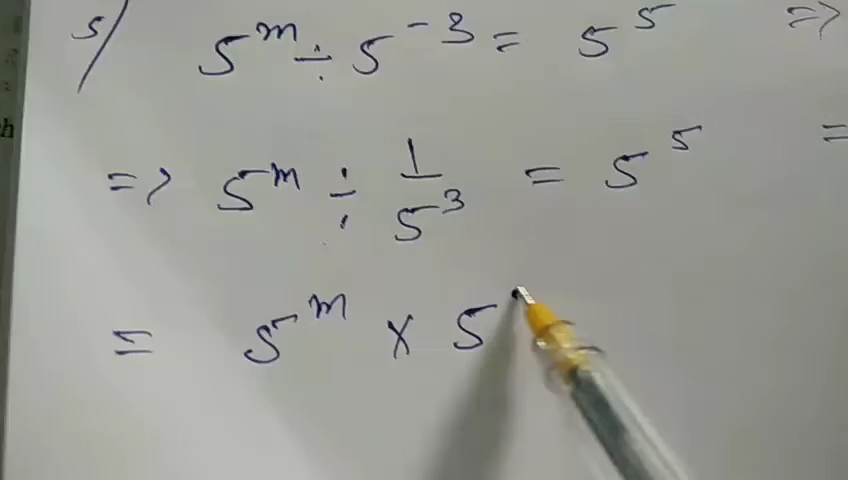 5/ 5^m ÷ 5^-3 = 5^5 =>
=> 5^m ÷ 1/5^3 = 5^5 =
= 5^m × 5